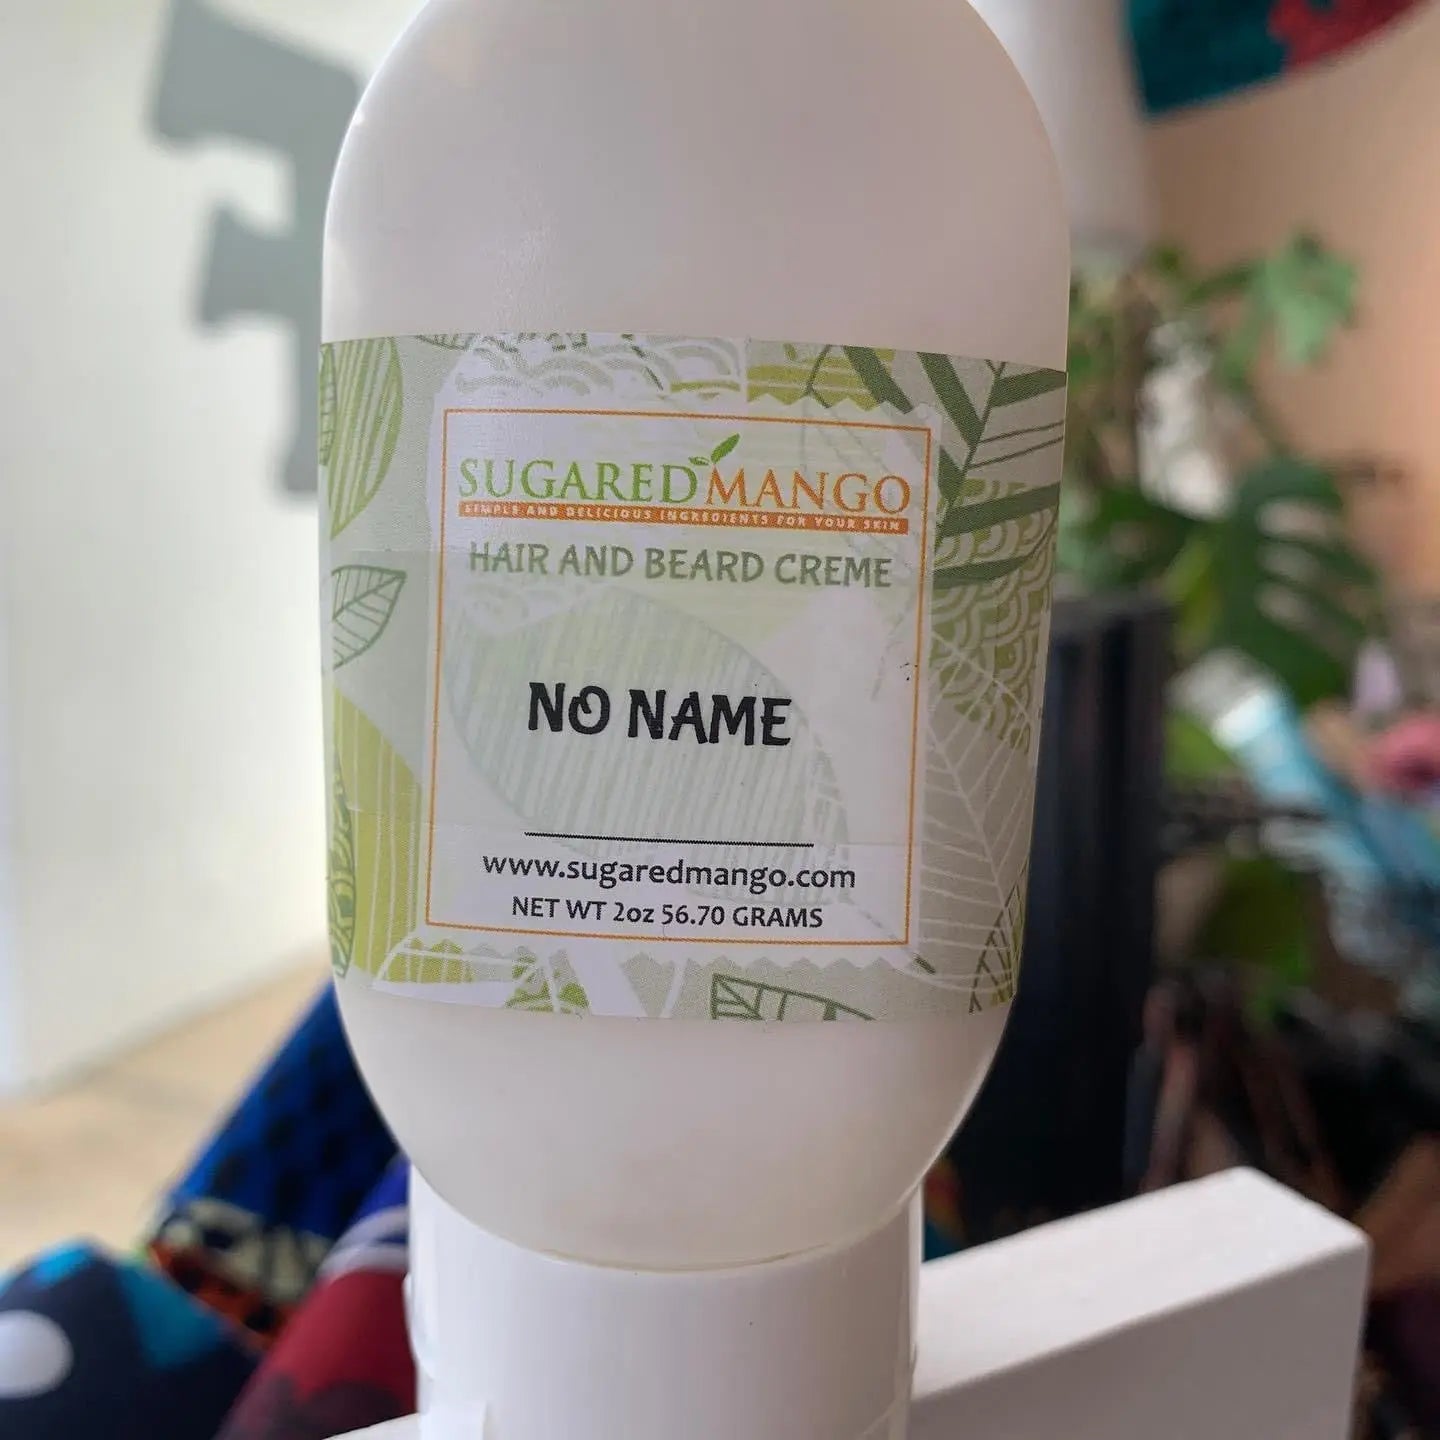 SUGARED MANGO
SIMPLE AND DELICIOUS INGREDIENTS FOR YOUR SKIN
HAIR AND BEARD CREME
NO NAME
www.sugaredmango.com
NET WT 2oz 56.70 GRAMS